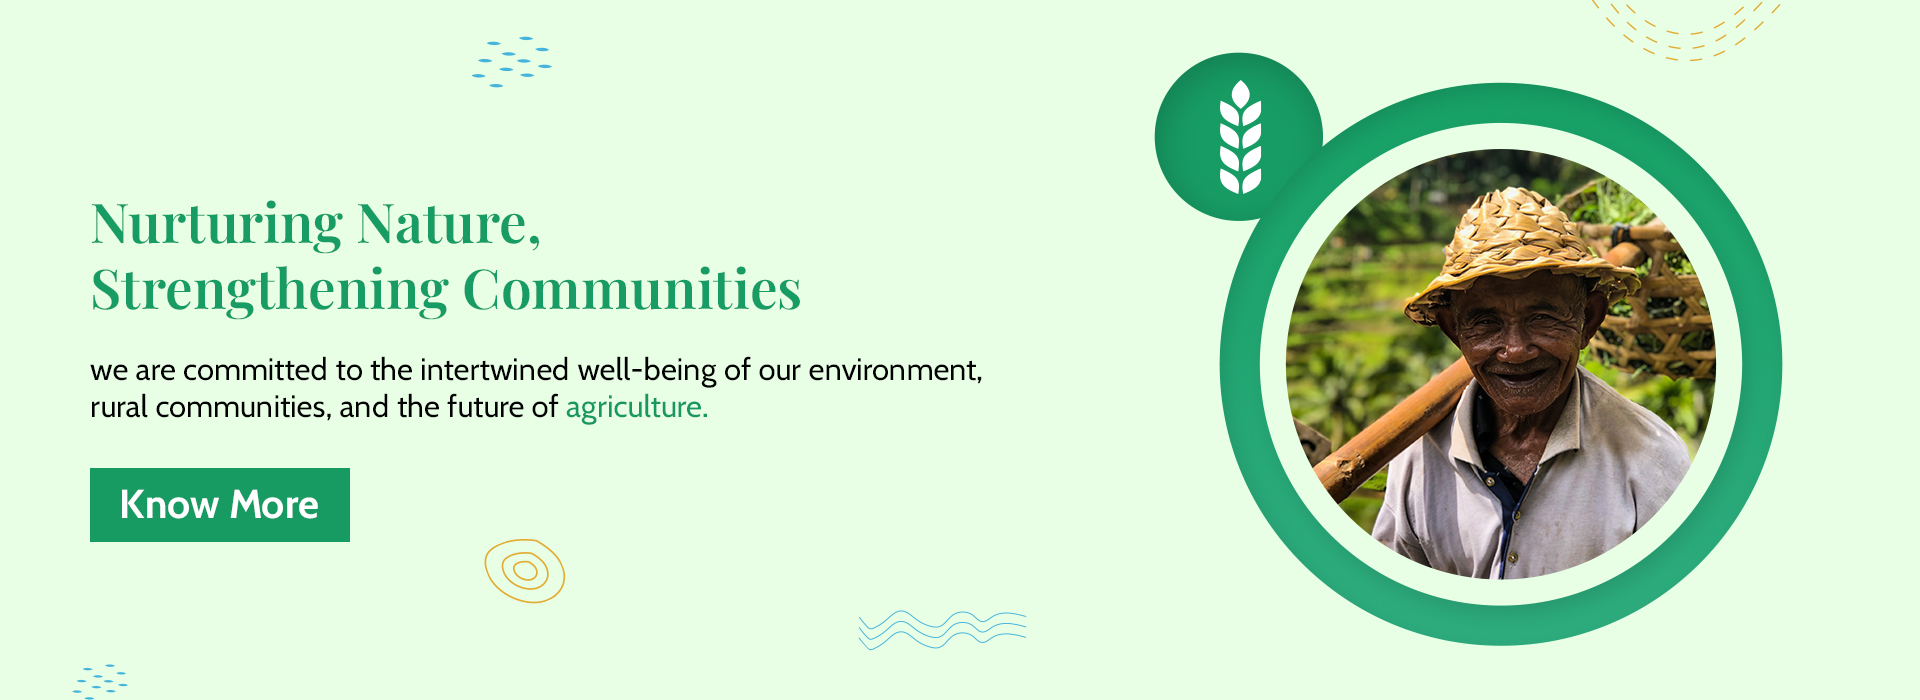 Nurturing Nature,
Strengthening Communities
we are committed to the intertwined well-being of our environment,
rural communities, and the future of agriculture.
Know More